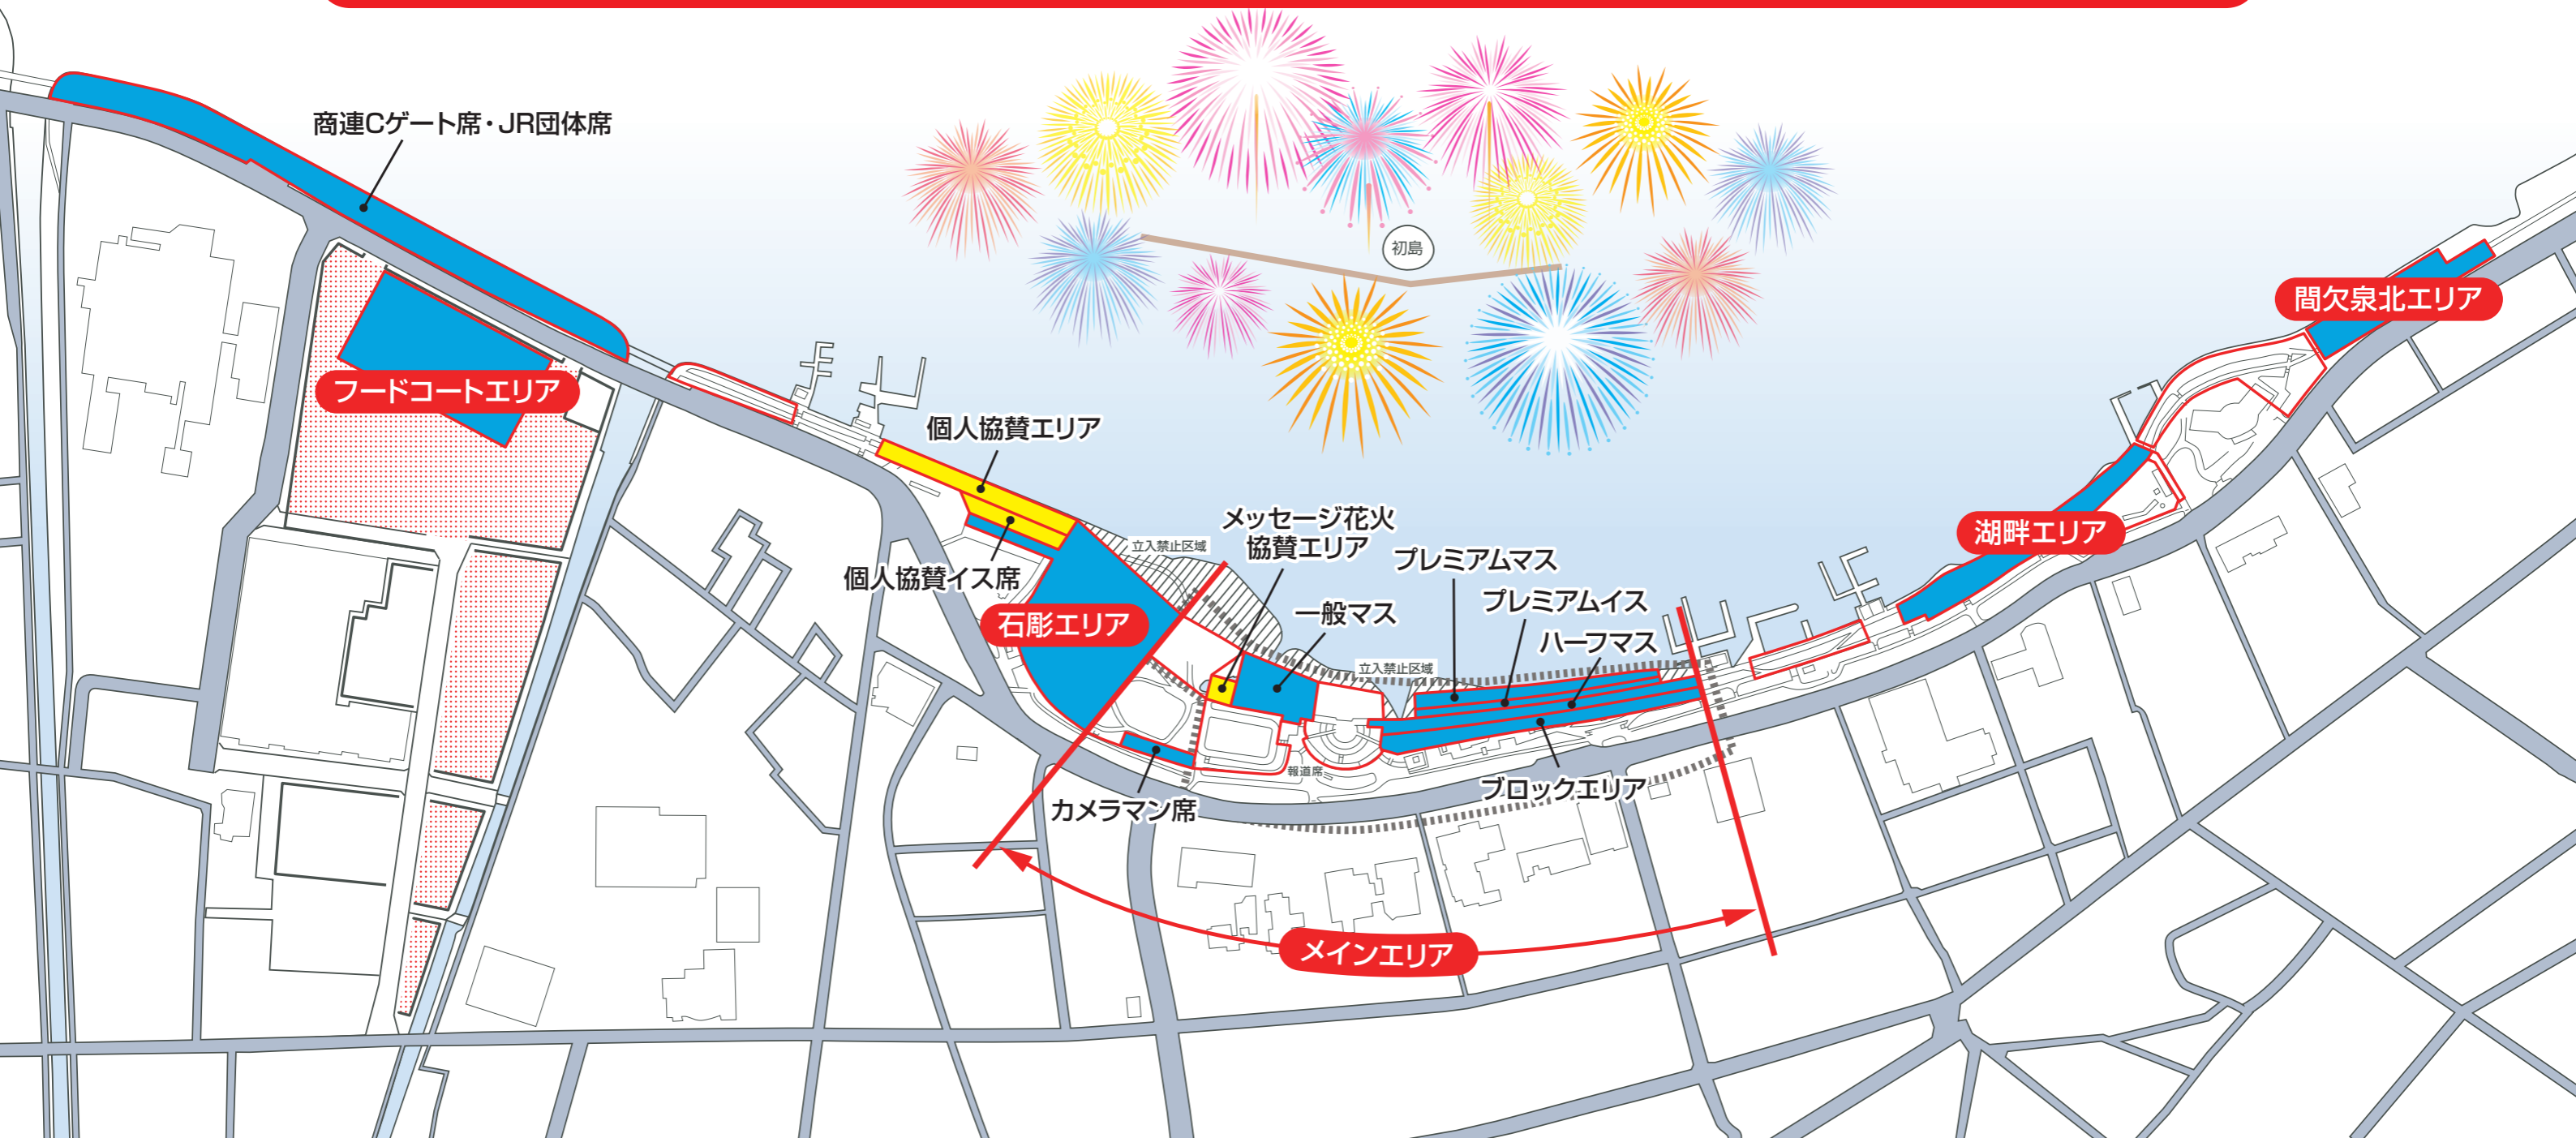 商連Cゲート席・JR団体席
初島
間欠泉北エリア
フードコートエリア
個人協賛エリア
メッセージ花火
協賛エリア
立入禁止区域
プレミアムマス
湖畔エリア
個人協賛イス席
プレミアムイス
一般マス
石彫エリア
ハーフマス
立入禁止区域
報道席
ブロックエリア
カメラマン席
メインエリア